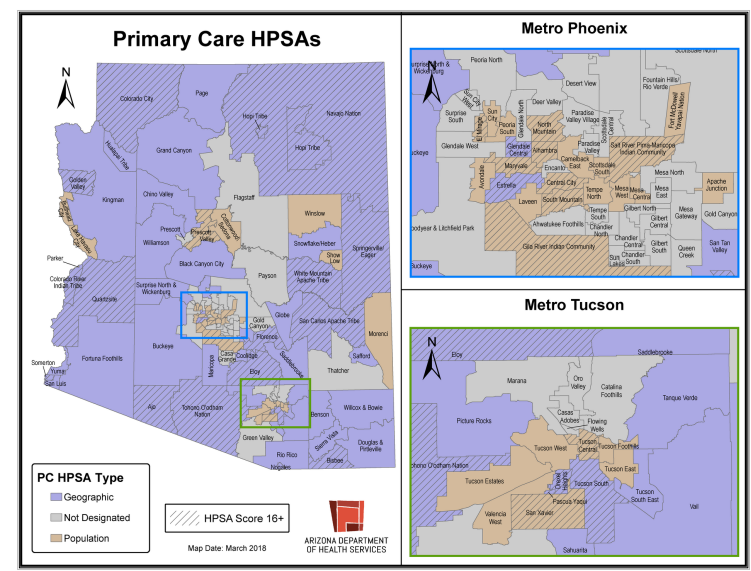 Primary Care HPSAs
N
Colorado City
Page
Hopi Tribe
Navajo Nation
Hualapai Tribe
Grand Canyon
Hopi Tribe
Golden
Valley
Kingman
Chino Valley
Flagstaff
Bullhead
City
Lake Havasu
City
Cottonwood/
Sedona
Winslow
Prescott
Prescott
Valley
Williamson
Snowflake/Heber
Springerville/
Eager
Show
Low
Parker
Black Canyon City
Payson
White Mountain
Apache Tribe
Colorado River
Indian Tribe
Surprise North &
Wickenburg
Quartzsite
Globe
Gold
Canyon
San Carlos Apache Tribe
Florence
Morenci
Buckeye
Casa
Grande
Coolidge
Saddlebrooke
Safford
Somerton
Yuma
San Luis
Fortuna Foothills
Maricopa
Eloy
Thatcher
Ajo
Tohono O'odham
Nation
Benson
Willcox & Bowie
Green Valley
Sierra Vista
Douglas &
Pirtleville
Rio Rico
Bisbee
Nogales
PC HPSA Type
Geographic
Not Designated
Population
HPSA Score 16+
Map Date: March 2018
ARIZONA DEPARTMENT
OF HEALTH SERVICES
Metro Phoenix
N
Scottsdale North
Peoria North
urprise North &
Wickenburg
Desert View
Fountain Hills/
Rio Verde
Sun City
West
Sun
City
Surprise
South
El Mirage
Peoria
South
Glendale North
Deer Valley
North
Mountain
Paradise
Valley Village
Scottsdale
Central
Fort McDowell
Yavapai Nation
Glendale West
Glendale
Central
Alhambra
Paradise
Valley
Salt River Pima-Maricopa
Indian Community
uckeye
Maryvale
Camelback
East
Scottsdale
South
Encanto
Mesa North
Avondale
Estrella
Central City
Tempe
North
Mesa
West
Mesa
Central
Mesa
East
Apache
Junction
Laveen
South Mountain
Gilbert North
Mesa
Gateway
Gold Canyon
Tempe
South
oodyear & Litchfield Park
Ahwatukee Foothills
Chandler
North
Gilbert
Central
Chandler
Central
Gilbert
South
San Tan
Valley
Gila River Indian Community
Queen
Creek
Sun
Lakes
Chandler
South
Buckeye
Metro Tucson
N
Eloy
Saddlebrooke
Marana
Oro
Valley
Catalina
Foothills
Tanque Verde
Casas
Adobes
Flowing
Wells
Picture Rocks
Tucson West
Tucson
Central
Tucson Foothills
ohono O'odham Nation
Tucson East
Tucson Estates
Drexel
Heights
Tucson South
Tucson
South East
Pascua Yaqui
Valencia
West
San Xavier
Vail
Sahuarita